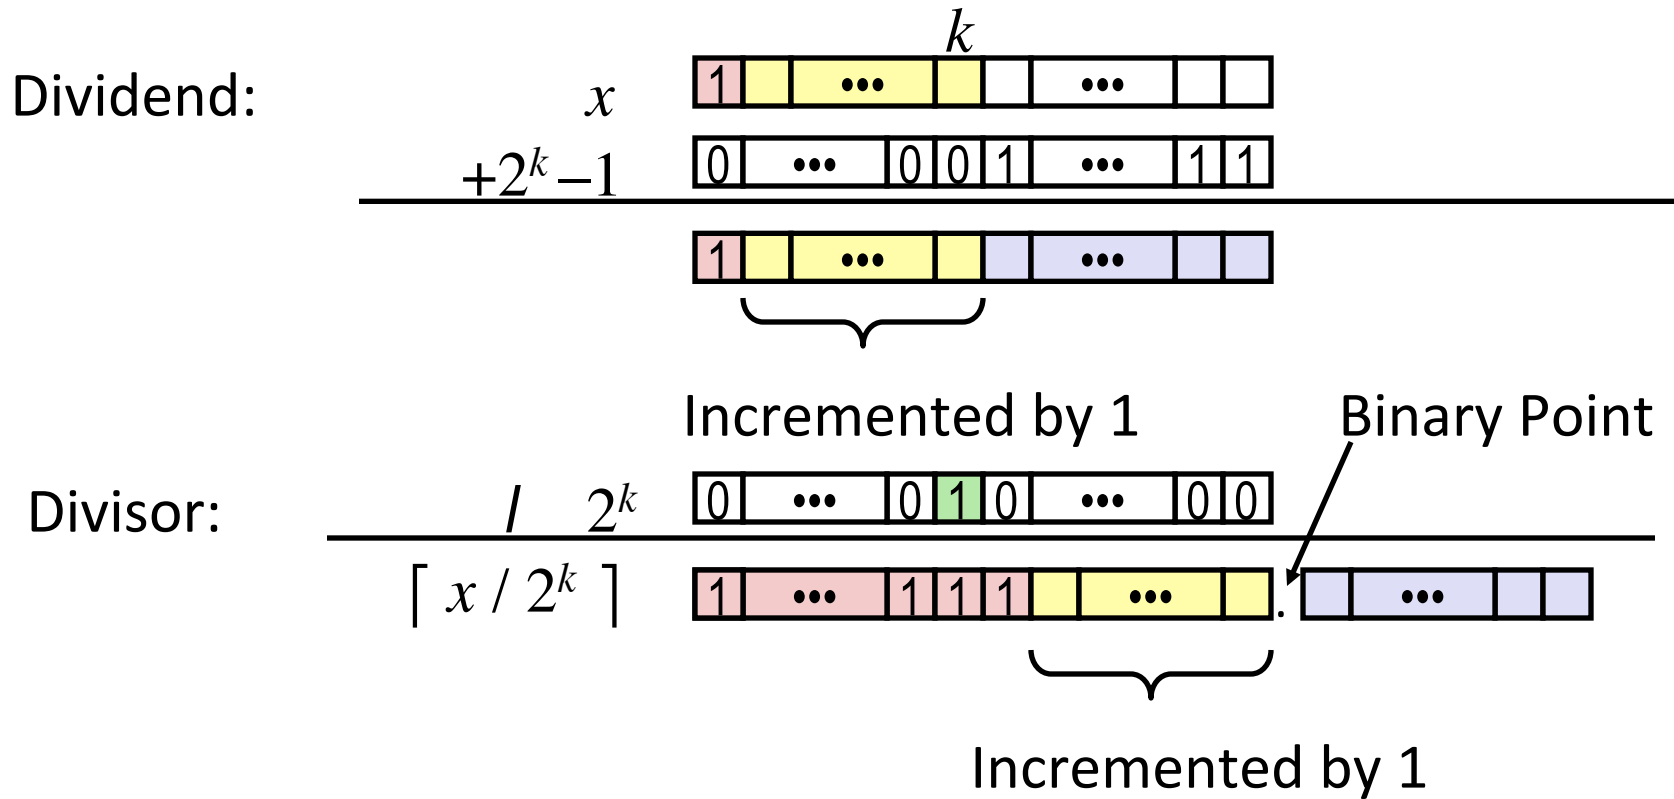 k
Dividend: x 1 •••  •••
+2^k –1 0 ••• 0 0 1 ••• 1 1
1 ••• •••
Incremented by 1
Binary Point
Divisor: / 2^k 0 ••• 0 1 0 ••• 0 0
⌈ x / 2^k ⌉ 1 ••• 1 1 1 ••• . •••
Incremented by 1